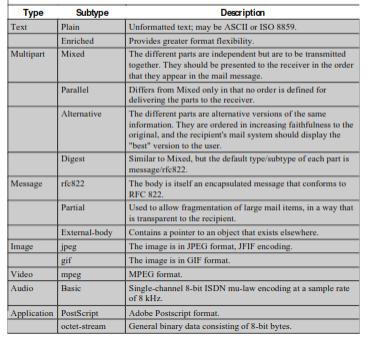 Type Subtype Description
Text Plain Unformatted text; may be ASCII or ISO 8859.
Enriched Provides greater format flexibility.
Multipart Mixed The different parts are independent but are to be transmitted
together. They should be presented to the receiver in the order
that they appear in the mail message.
Parallel Differs from Mixed only in that no order is defined for
delivering the parts to the receiver.
Alternative The different parts are alternative versions of the same
information. They are ordered in increasing faithfulness to the
original, and the recipient's mail system should display the
"best" version to the user.
Digest Similar to Mixed, but the default type/subtype of each part is
message/rfc822.
Message rfc822 The body is itself an encapsulated message that conforms to
RFC 822.
Partial Used to allow fragmentation of large mail items, in a way that
is transparent to the recipient.
External-body Contains a pointer to an object that exists elsewhere.
Image jpeg The image is in JPEG format, JFIF encoding.
gif The image is in GIF format.
Video mpeg MPEG format.
Audio Basic Single-channel 8-bit ISDN mu-law encoding at a sample rate
of 8 kHz.
Application PostScript Adobe Postscript format.
octet-stream General binary data consisting of 8-bit bytes.